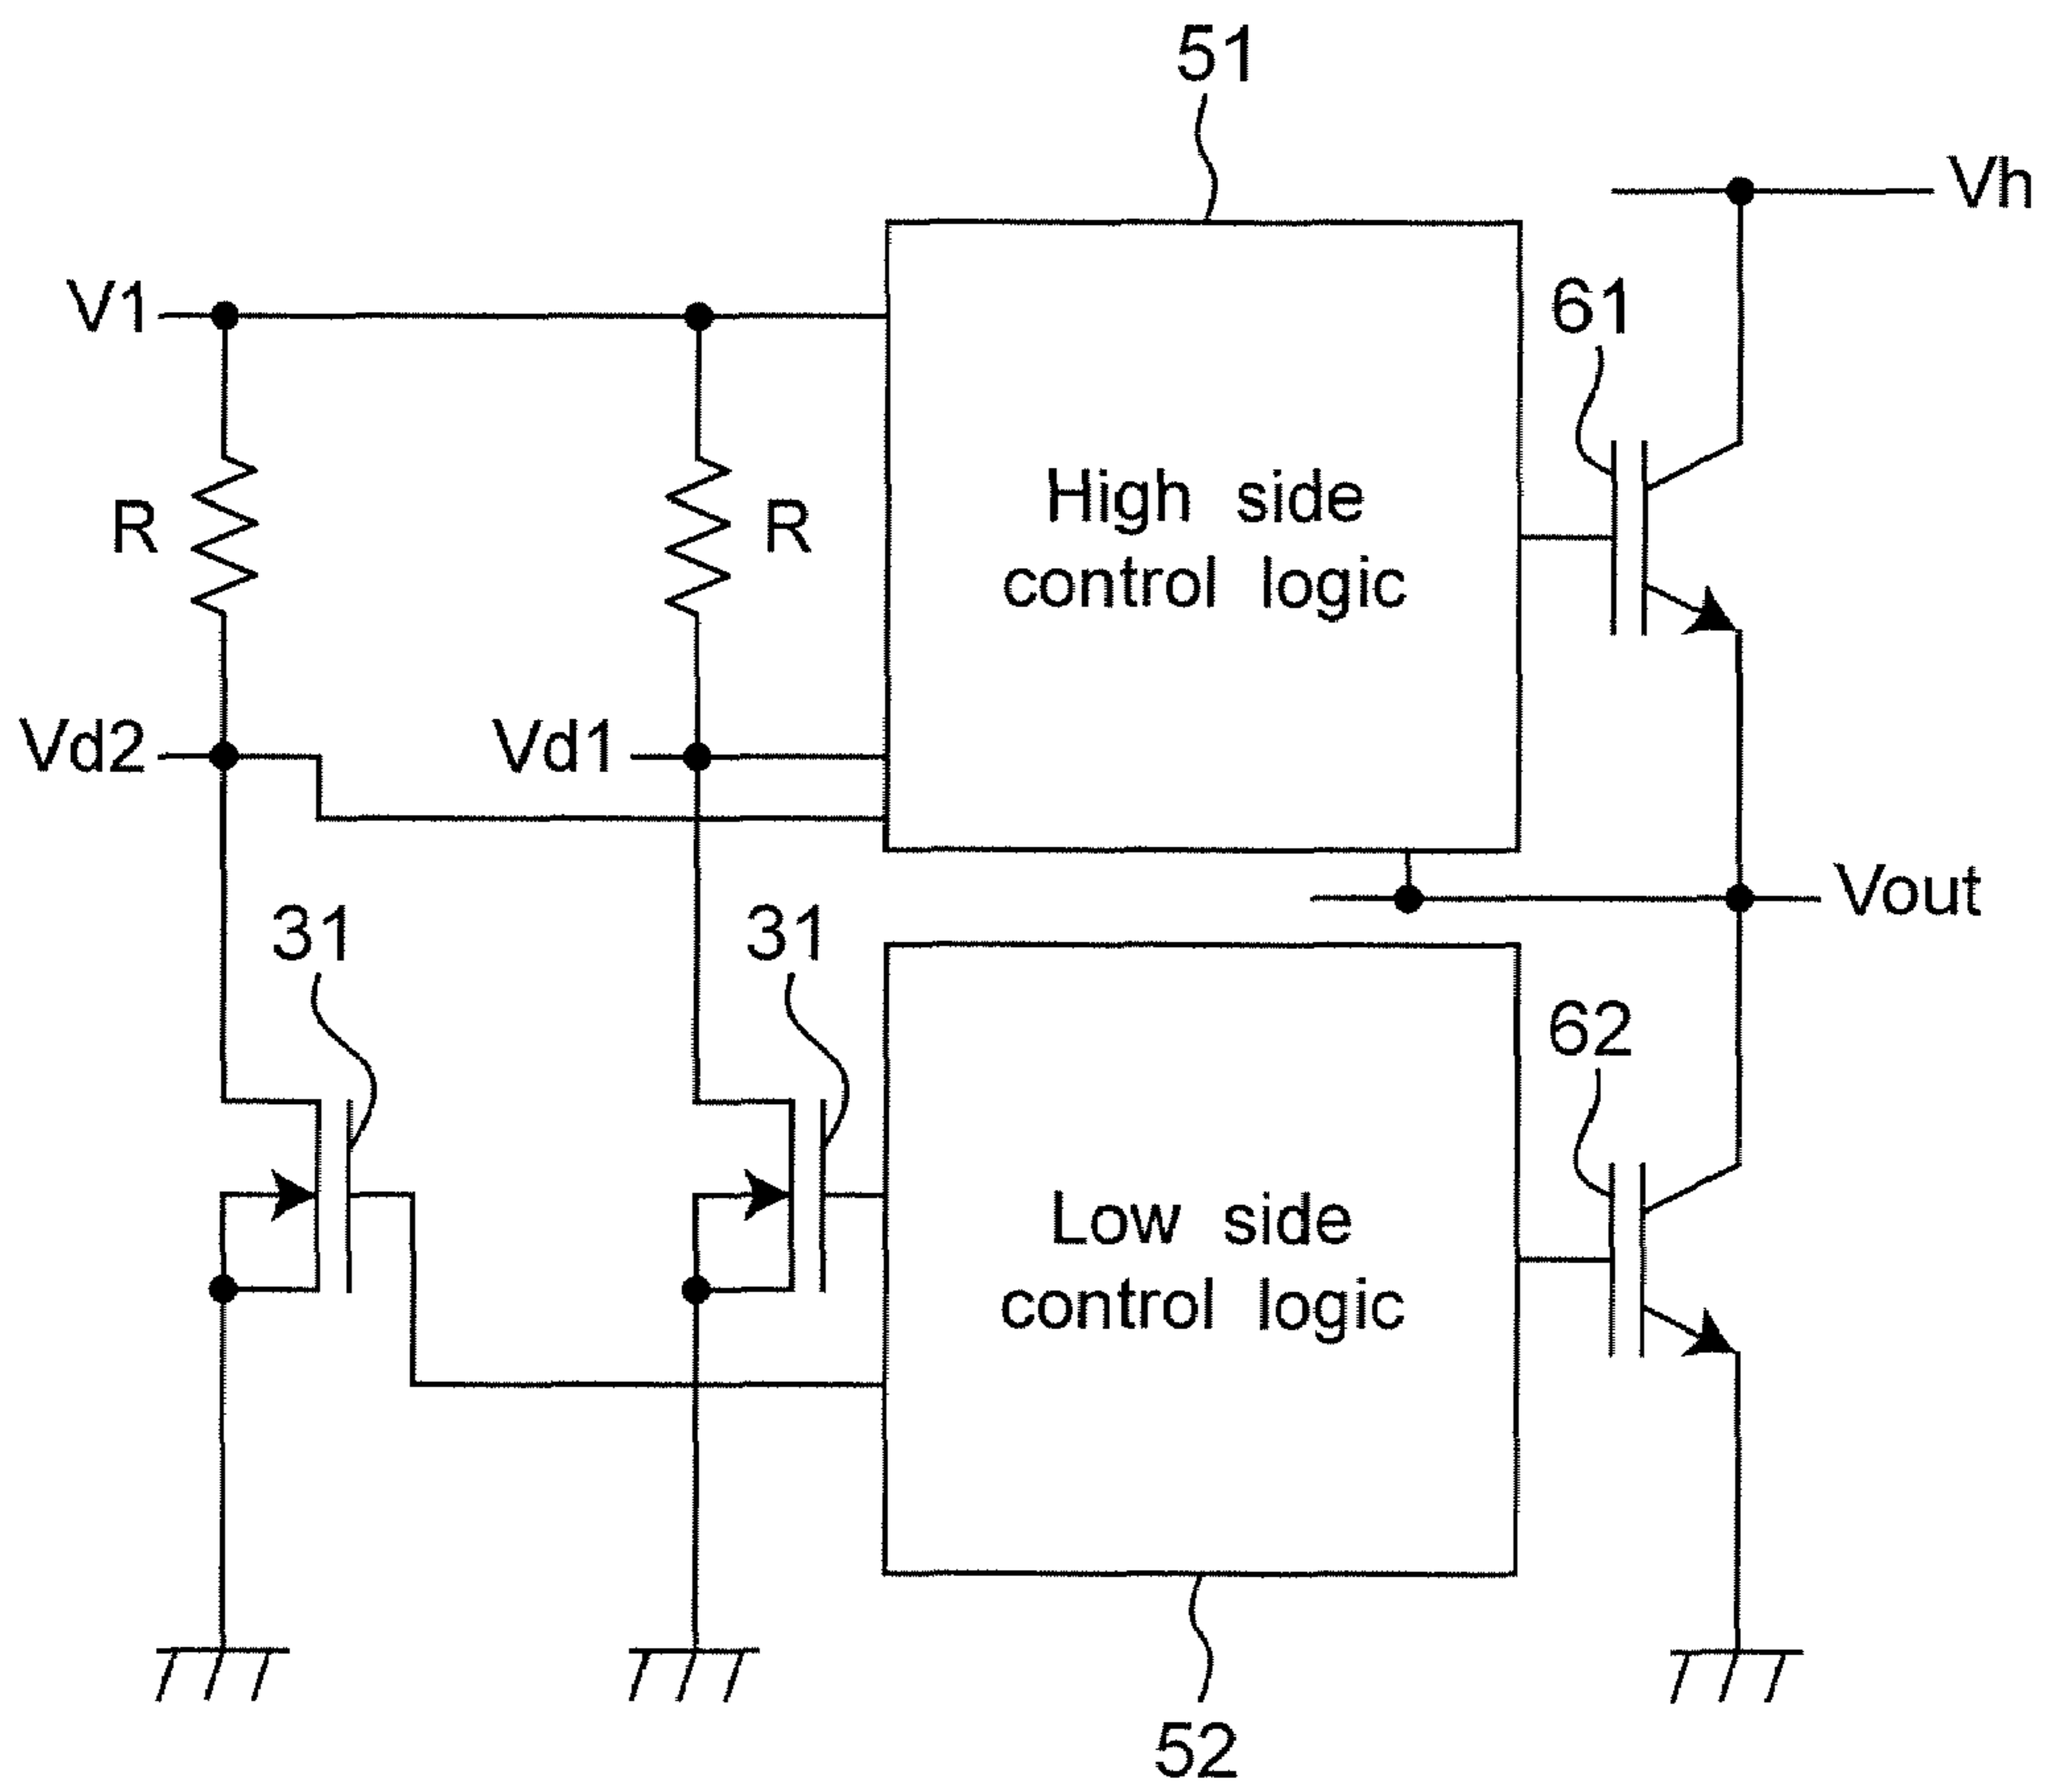 51
Vh
V1
61
R
R
High side
control logic
Vd2
Vd1
Vout
31
31
62
Low side
control logic
52